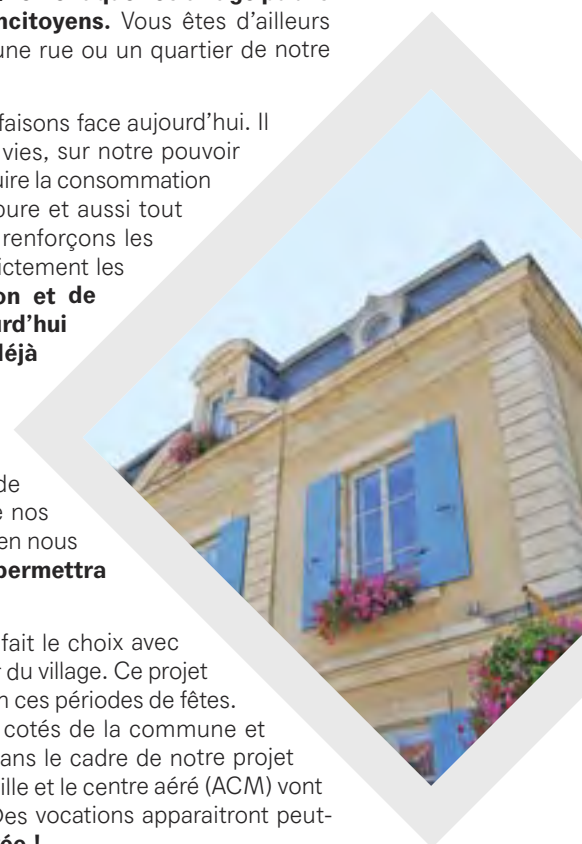 ncitoyens. Vous êtes d'ailleurs
une rue ou un quartier de notre
faisons face aujourd'hui. Il
vies, sur notre pouvoir
uire la consommation
oure et aussi tout
renforçons les
ictement les
on et de
urd'hui
déjà
de
e nos
en nous
permettra
fait le choix avec
r du village. Ce projet
n ces périodes de fêtes.
cotés de la commune et
ans le cadre de notre projet
ille et le centre aéré (ACM) vont
Des vocations apparaitront peut-
ée !